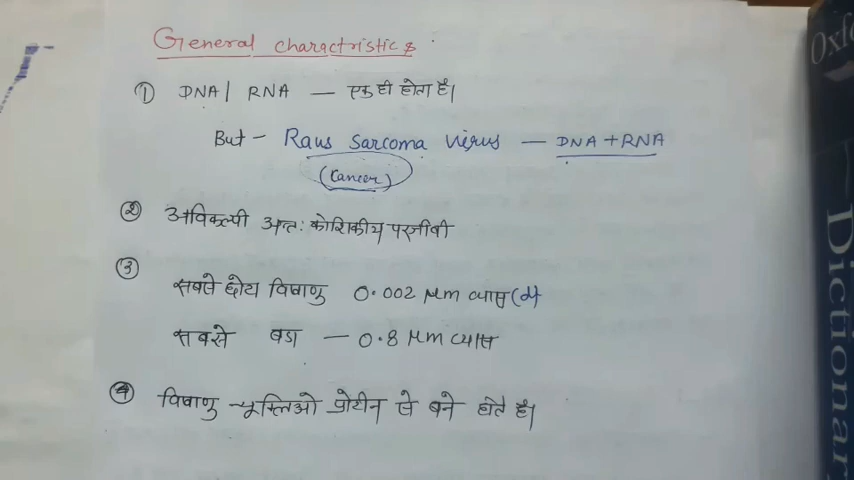 General charactristics
① DNA/ RNA — एक ही होता है।
But - Raus Sarcoma Virus — DNA + RNA
(Cancer)
② अविकल्पी अन्तः कोशिकीय परजीवी
③
सबसे छोटा विषाणु 0.002 μm व्यास
सबसे बड़ा — 0.8 μm व्यास
④ विषाणु न्यूक्लिओ प्रोटीन से बने होते है।
Oxfo
Dictionar